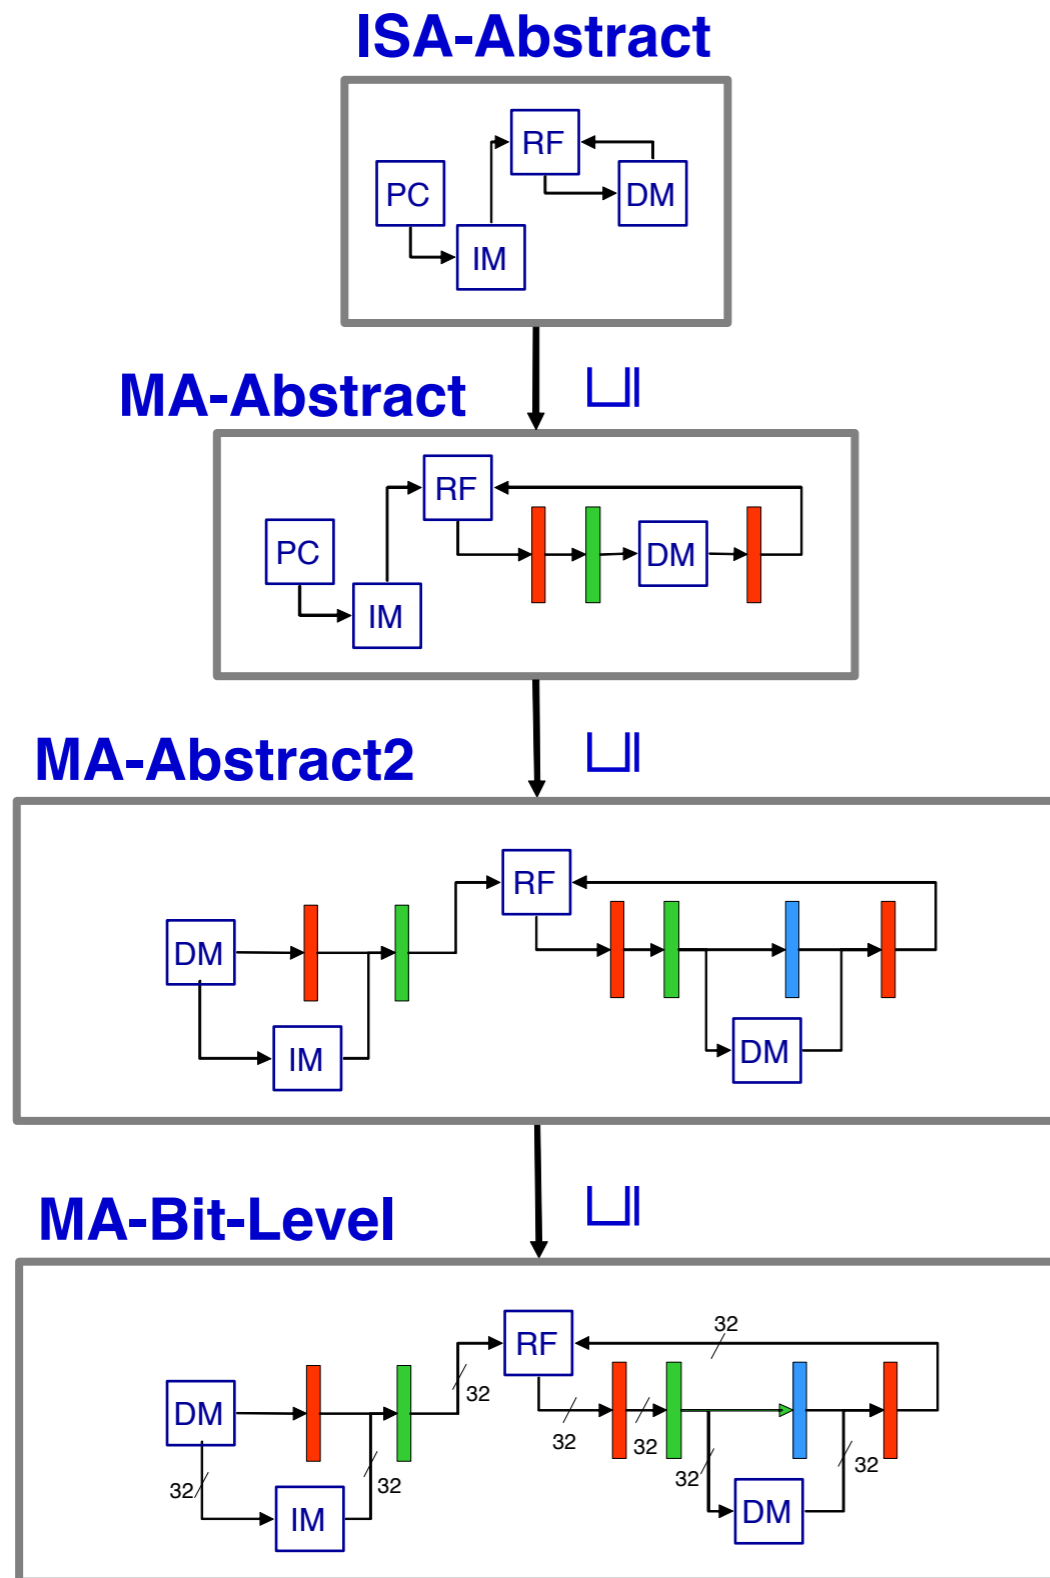 ISA-Abstract
RF
PC
DM
IM
MA-Abstract
RF
PC
DM
IM
MA-Abstract2
RF
DM
IM
DM
MA-Bit-Level
32
RF
32
DM
32
32
32
32
32
32
IM
DM